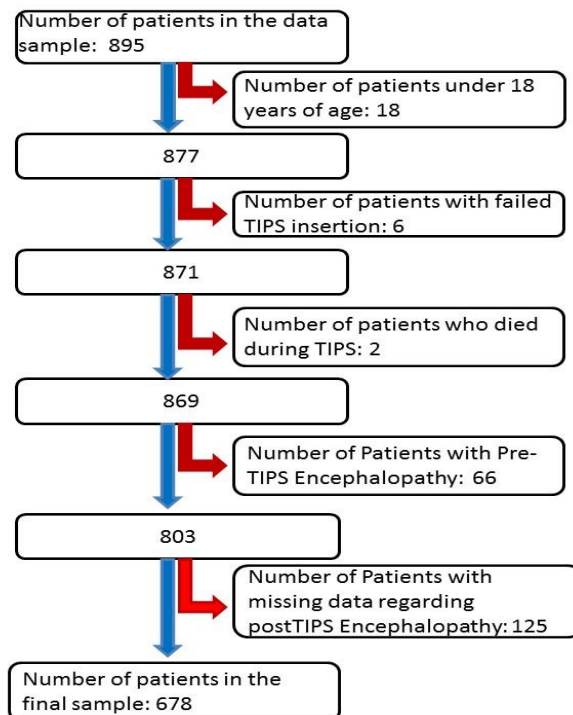 Number of patients in the data
sample: 895
Number of patients under 18
years of age: 18
877
Number of patients with failed
TIPS insertion: 6
871
Number of patients who died
during TIPS: 2
869
Number of Patients with Pre-
TIPS Encephalopathy: 66
803
Number of Patients with
missing data regarding
postTIPS Encephalopathy: 125
Number of patients in the
final sample: 678